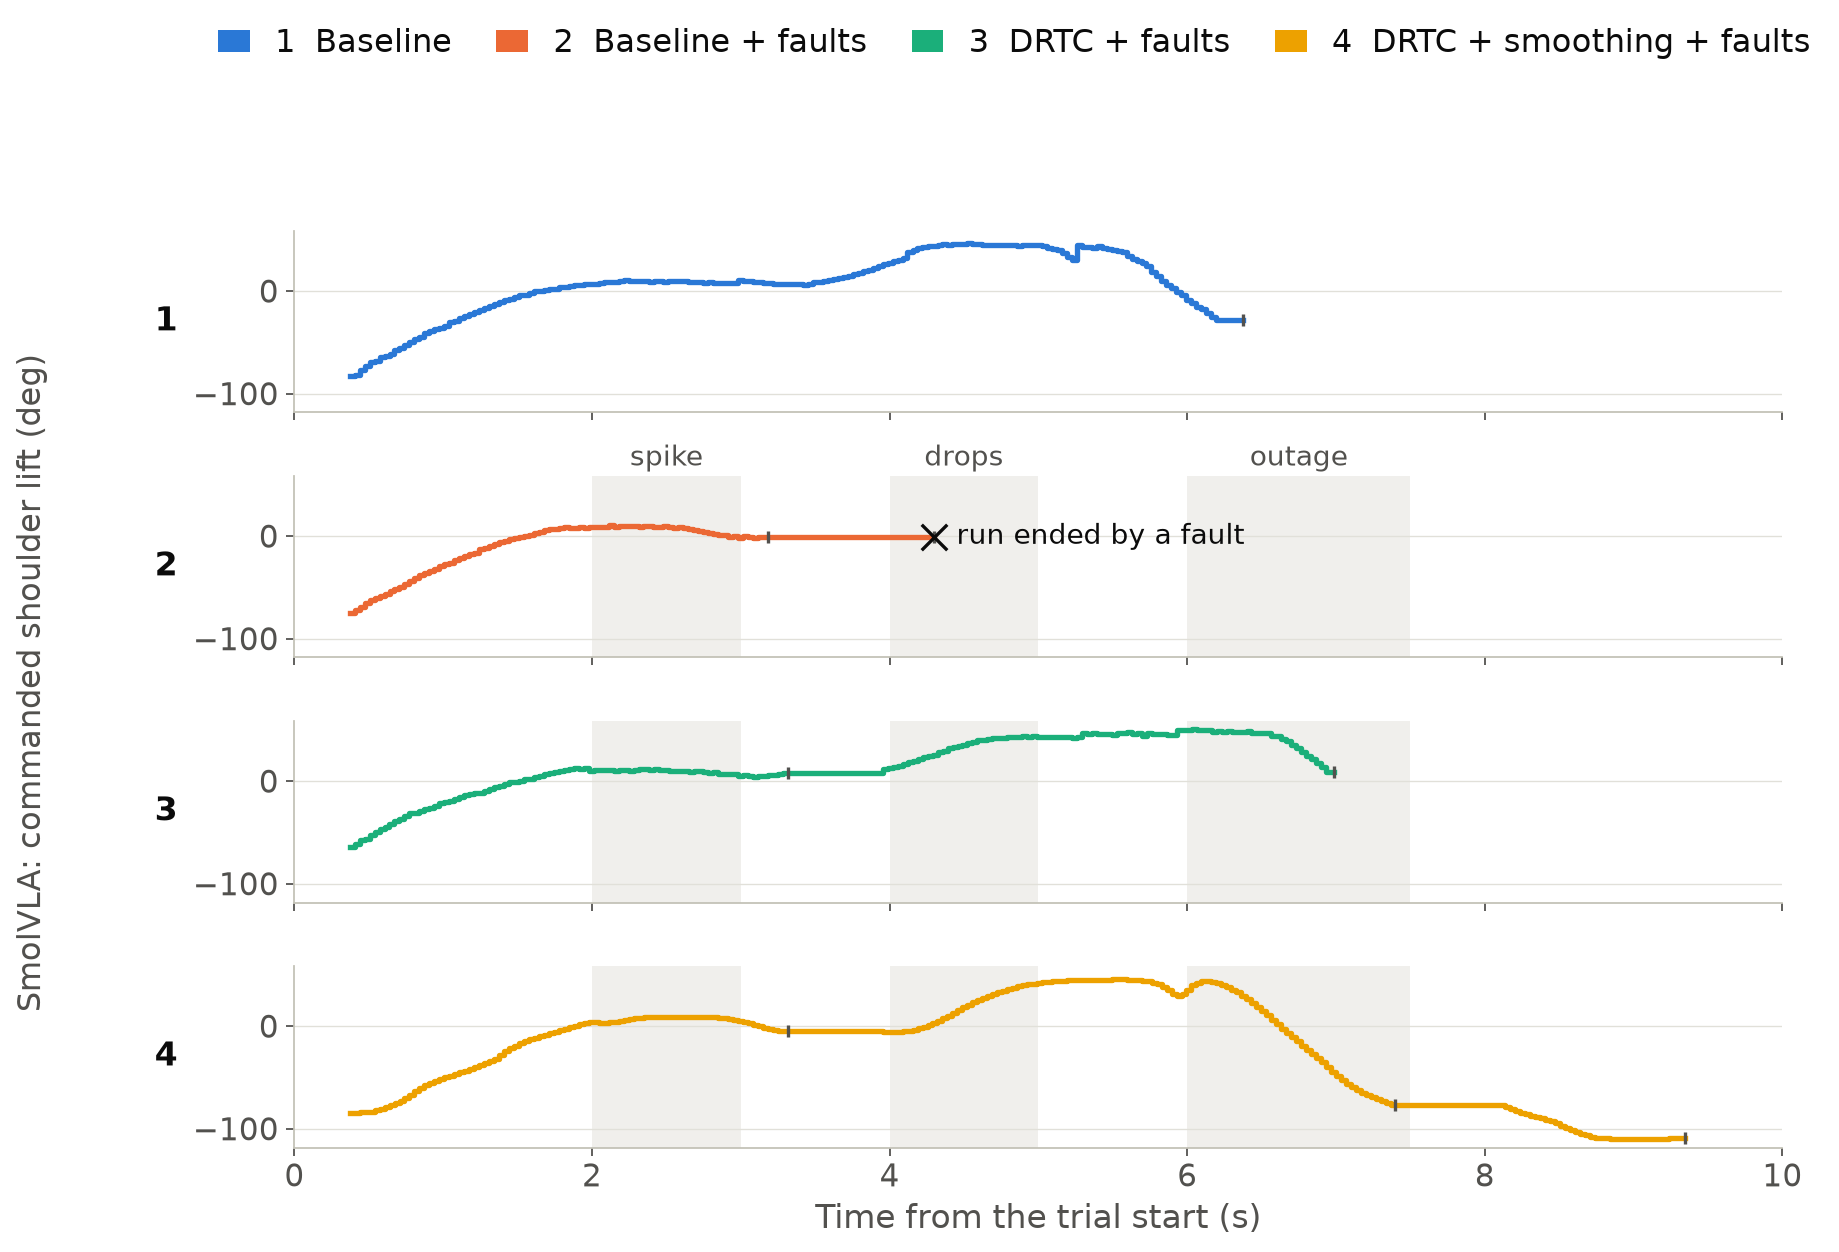 1 Baseline
2 Baseline + faults
3 DRTC + faults
4 DRTC + smoothing + faults
SmolVLA: commanded shoulder lift (deg)
1
0
−100
spike
drops
outage
2
0
−100
run ended by a fault
3
0
−100
4
0
−100
0 2 4 6 8 10
Time from the trial start (s)